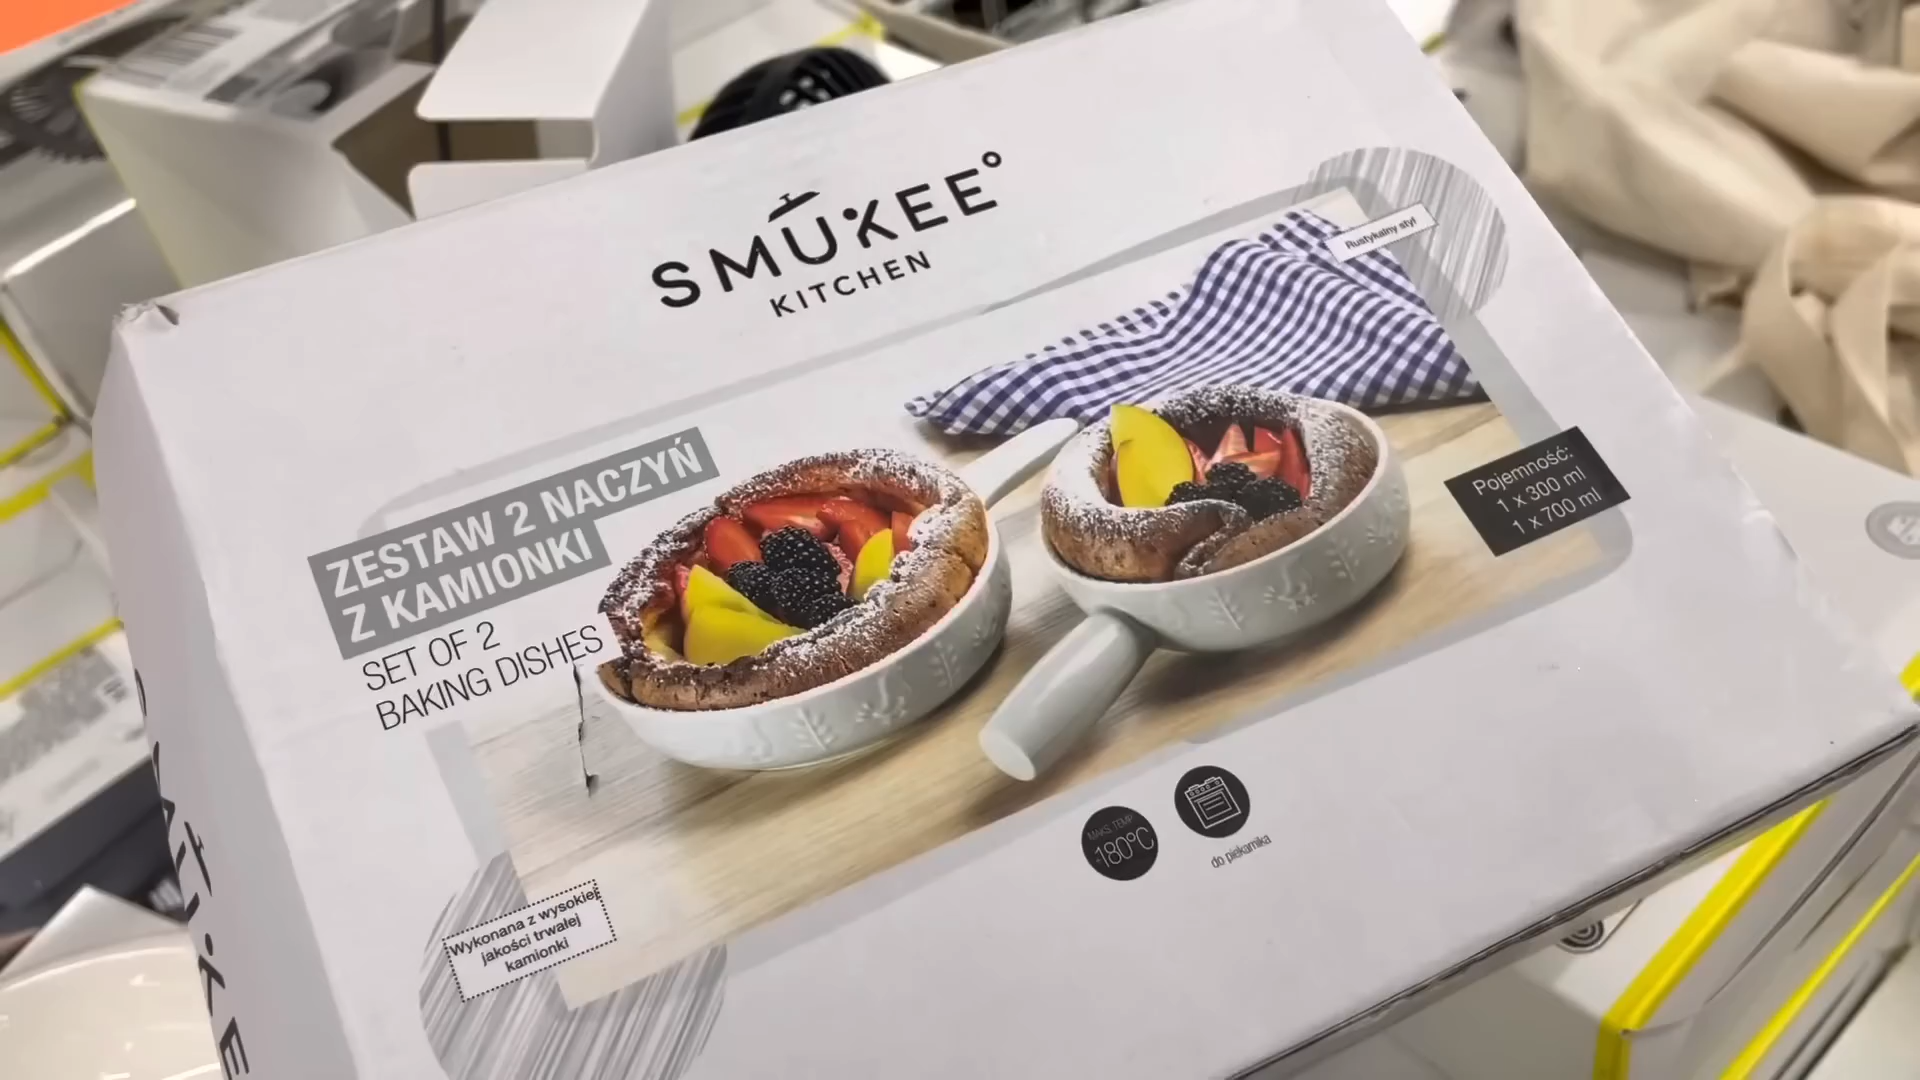 SMUKEE°
KITCHEN
Rustykalny styl
ZESTAW 2 NACZYŃ
Z KAMIONKI
SET OF 2
BAKING DISHES
Pojemność:
1 x 300 ml
1 x 700 ml
MAKS. TEMP.
+180°C
do piekarnika
Wykonana z wysokiej
jakości trwałej
kamionki